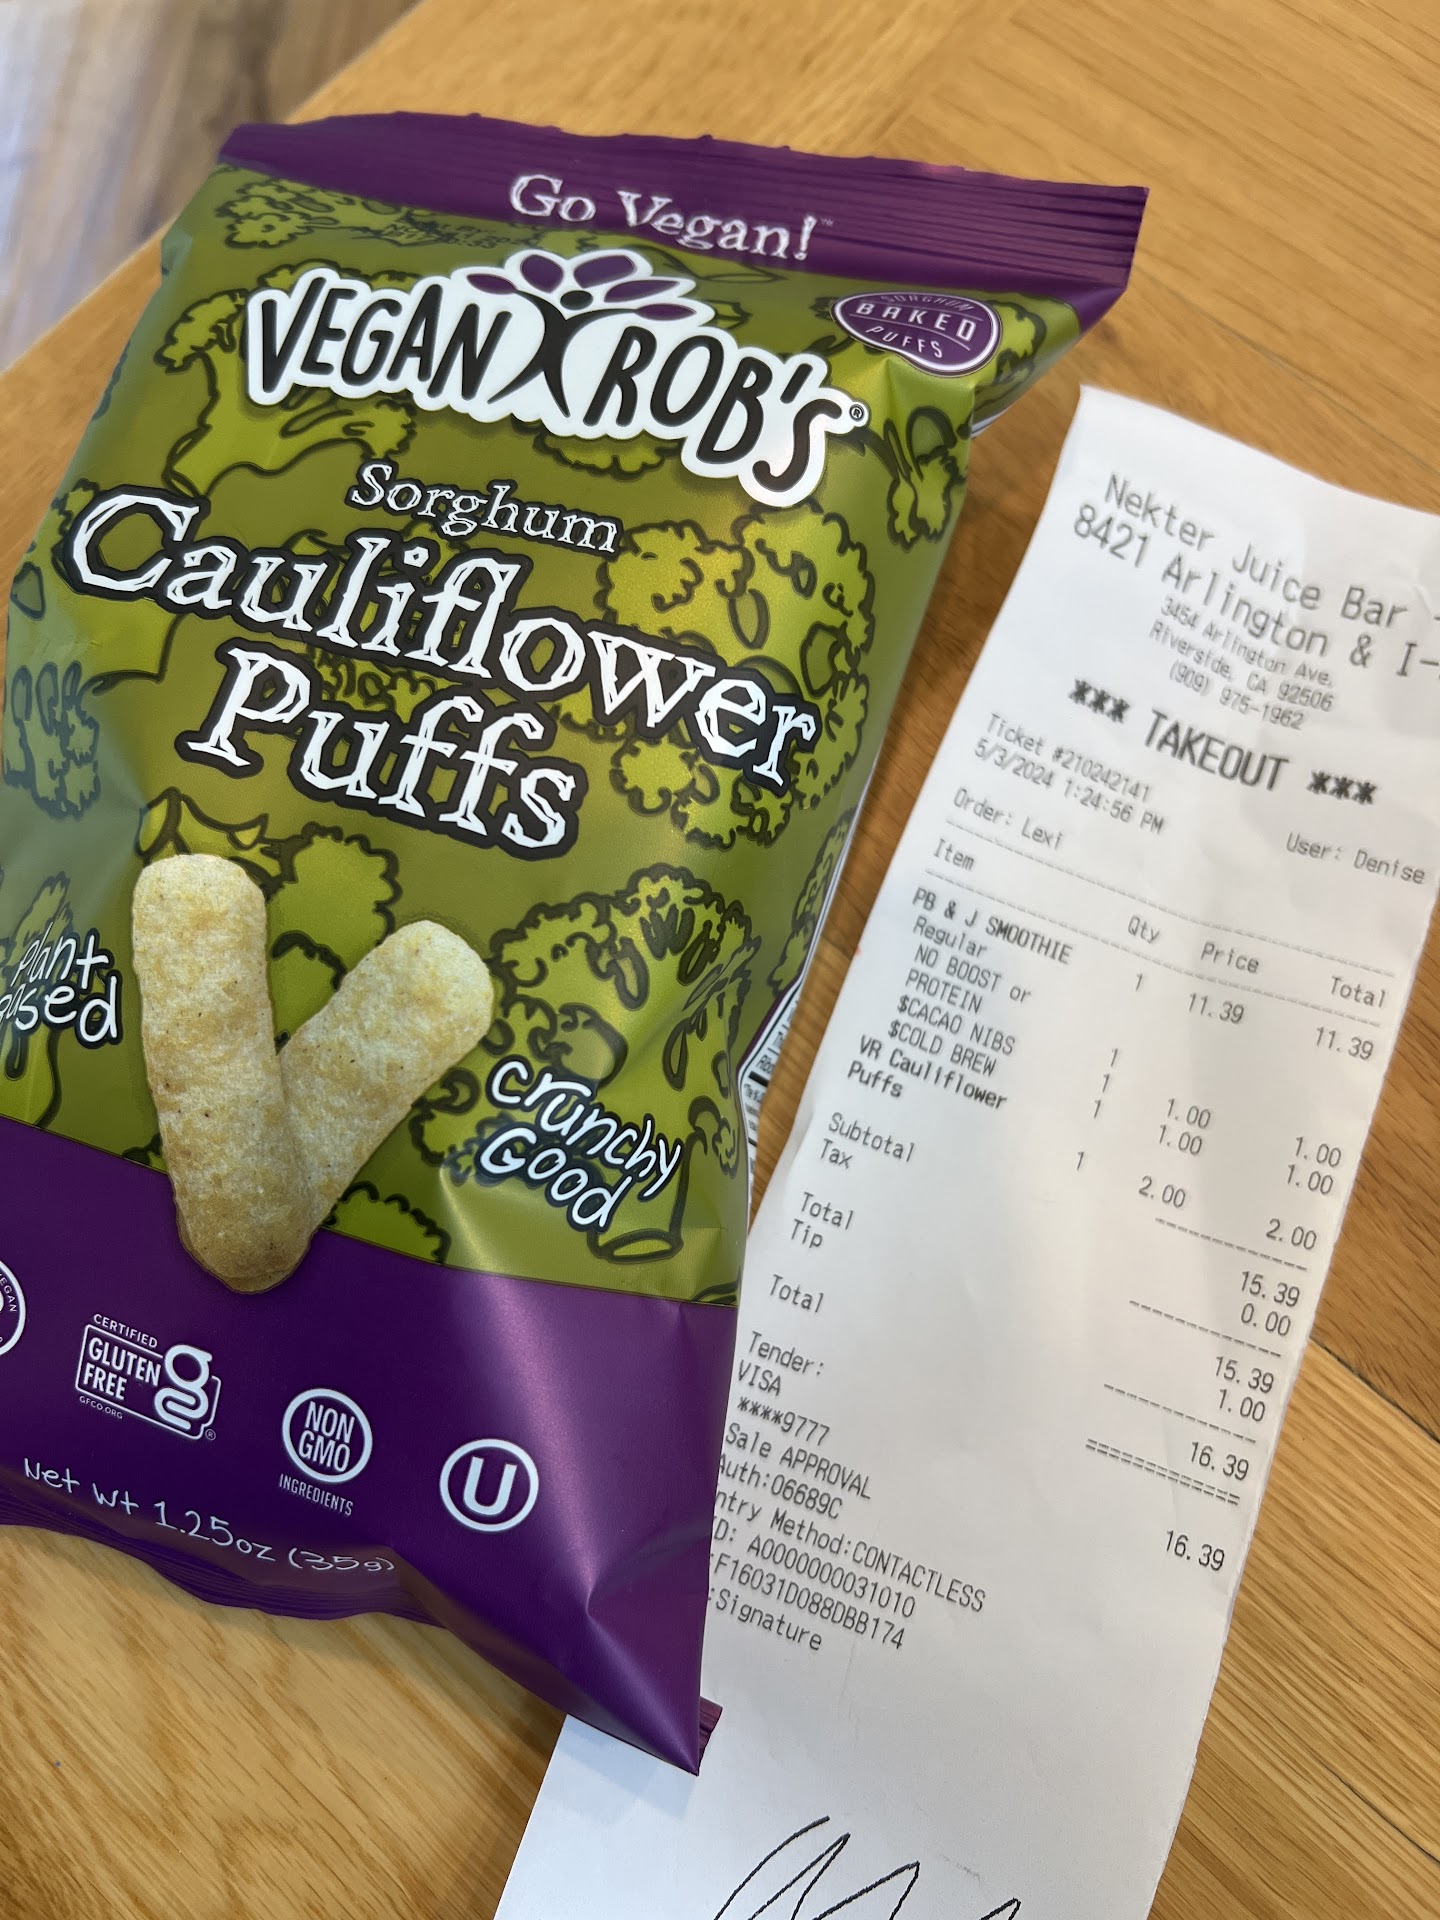 Go Vegan!™
VEGAN ROB'S®
SORGHUM
BAKED
PUFFS
Sorghum
Cauliflower
Puffs
Plant
ased
crunchy
Good
EGAN
CERTIFIED
GLUTEN
FREE
GFCO.ORG
NON
GMO
INGREDIENTS
U
Net Wt 1.25oz (35g)
Nekter Juice Bar -
8421 Arlington & I-
3454 Arlington Ave.
Riverside, CA 92506
(909) 975-1962
*** TAKEOUT ***
Ticket #210242141
5/3/2024 1:24:56 PM
Order: Lexi User: Denise
Item Qty Price Total
PB & J SMOOTHIE 1 11.39 11.39
Regular
NO BOOST or 1
PROTEIN
$CACAO NIBS 1 1.00 1.00
$COLD BREW 1 1.00 1.00
VR Cauliflower 1 2.00 2.00
Puffs
Subtotal 15.39
Tax 0.00
Total 15.39
Tip 1.00
Total 16.39
Tender:
VISA 16.39
****9777
Sale APPROVAL
Auth:06689C
ntry Method:CONTACTLESS
D: A0000000031010
:F16031D088DBB174
:Signature